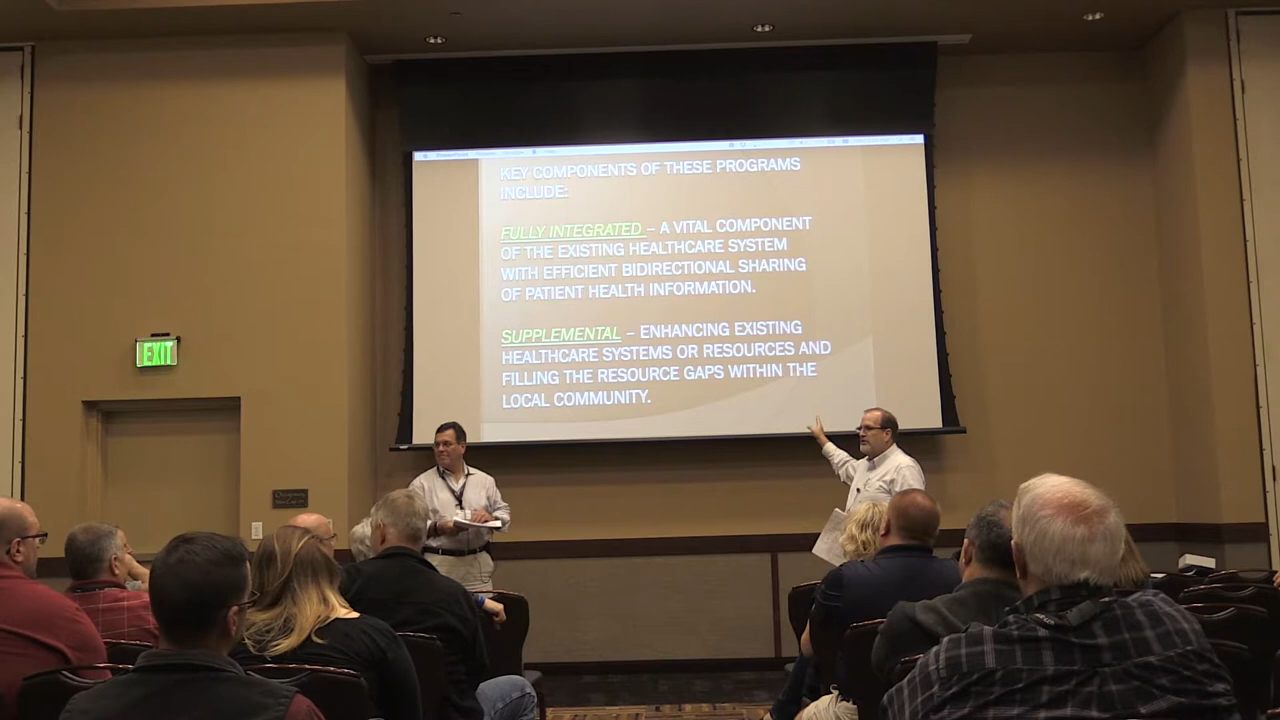 PowerPoint
KEY COMPONENTS OF THESE PROGRAMS
INCLUDE:
FULLY INTEGRATED – A VITAL COMPONENT
OF THE EXISTING HEALTHCARE SYSTEM
WITH EFFICIENT BIDIRECTIONAL SHARING
OF PATIENT HEALTH INFORMATION.
SUPPLEMENTAL – ENHANCING EXISTING
HEALTHCARE SYSTEMS OR RESOURCES AND
FILLING THE RESOURCE GAPS WITHIN THE
LOCAL COMMUNITY.
EXIT